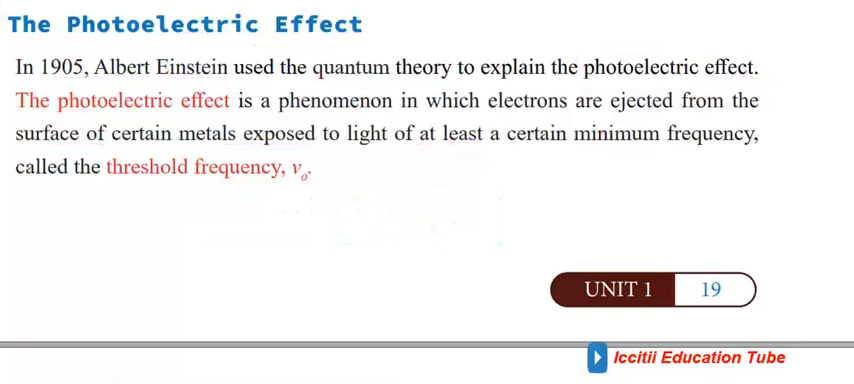 The Photoelectric Effect
In 1905, Albert Einstein used the quantum theory to explain the photoelectric effect.
The photoelectric effect is a phenomenon in which electrons are ejected from the
surface of certain metals exposed to light of at least a certain minimum frequency,
called the threshold frequency, νo.
UNIT 1 19
Iccitii Education Tube